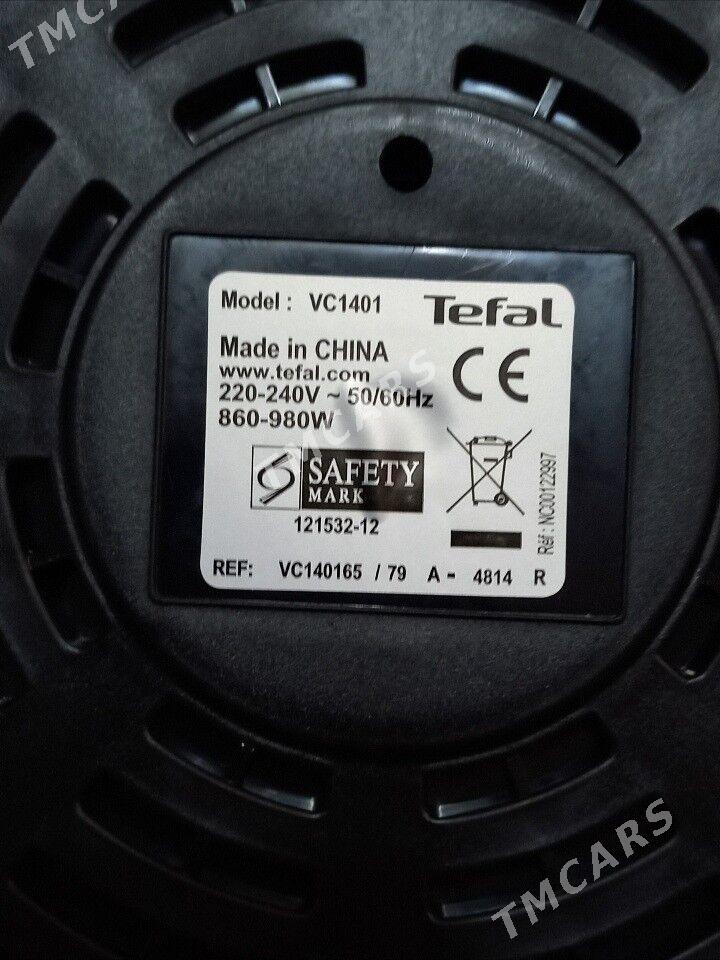 TMCARS
Model : VC1401 Tefal
Made in CHINA
www.tefal.com
220-240V ~ 50/60Hz
860-980W
CE
TMCARS
S SAFETY
MARK
121532-12
Réf : NC00122997
REF: VC140165 / 79 A - 4814 R
TMCARS